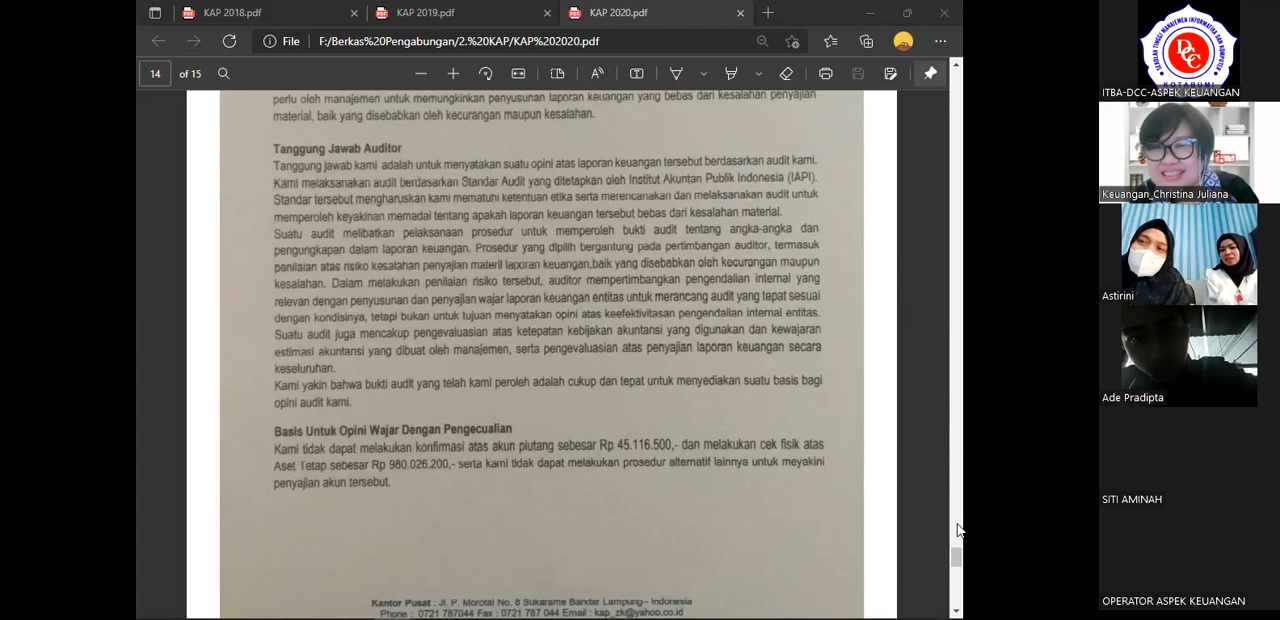 KAP 2018.pdf
KAP 2019.pdf
KAP 2020.pdf
File
F:/Berkas%20Pengabungan/2.%20KAP/KAP%202020.pdf
14 of 15
perlu oleh manajemen untuk memungkinkan penyusunan laporan keuangan yang bebas dari kesalahan penyajian
material, baik yang disebabkan oleh kecurangan maupun kesalahan.
Tanggung Jawab Auditor
Tanggung jawab kami adalah untuk menyatakan suatu opini atas laporan keuangan tersebut berdasarkan audit kami.
Kami melaksanakan audit berdasarkan Standar Audit yang ditetapkan oleh Institut Akuntan Publik Indonesia (IAPI).
Standar tersebut mengharuskan kami mematuhi ketentuan etika serta merencanakan dan melaksanakan audit untuk
memperoleh keyakinan memadai tentang apakah laporan keuangan tersebut bebas dari kesalahan material.
Suatu audit melibatkan pelaksanaan prosedur untuk memperoleh bukti audit tentang angka-angka dan
pengungkapan dalam laporan keuangan. Prosedur yang dipilih bergantung pada pertimbangan auditor, termasuk
penilaian atas risiko kesalahan penyajian materil laporan keuangan,baik yang disebabkan oleh kecurangan maupun
kesalahan. Dalam melakukan penilaian risiko tersebut, auditor mempertimbangkan pengendalian internal yang
relevan dengan penyusunan dan penyajian wajar laporan keuangan entitas untuk merancang audit yang tepat sesuai
dengan kondisinya, tetapi bukan untuk tujuan menyatakan opini atas keefektivitasan pengendalian internal entitas.
Suatu audit juga mencakup pengevaluasian atas ketepatan kebijakan akuntansi yang digunakan dan kewajaran
estimasi akuntansi yang dibuat oleh manajemen, serta pengevaluasian atas penyajian laporan keuangan secara
keseluruhan.
Kami yakin bahwa bukti audit yang telah kami peroleh adalah cukup dan tepat untuk menyediakan suatu basis bagi
opini audit kami.
Basis Untuk Opini Wajar Dengan Pengecualian
Kami tidak dapat melakukan konfirmasi atas akun piutang sebesar Rp 45.116.500,- dan melakukan cek fisik atas
Aset Tetap sebesar Rp 980.026.200,- serta kami tidak dapat melakukan prosedur alternatif lainnya untuk meyakini
penyajian akun tersebut.
Kantor Pusat : Jl. P. Morotai No. 8 Sukarame Bandar Lampung– Indonesia
Phone : 0721 787044 Fax : 0721 787 044 Email : kap_zk@yahoo.co.id
SEKOLAH TINGGI MANAJEMEN INFORMATIKA DAN KOMPUTER
DCC
KOTABUMI
ITBA-DCC-ASPEK KEUANGAN
Keuangan_Christina Juliana
Astirini
Ade Pradipta
SITI AMINAH
OPERATOR ASPEK KEUANGAN